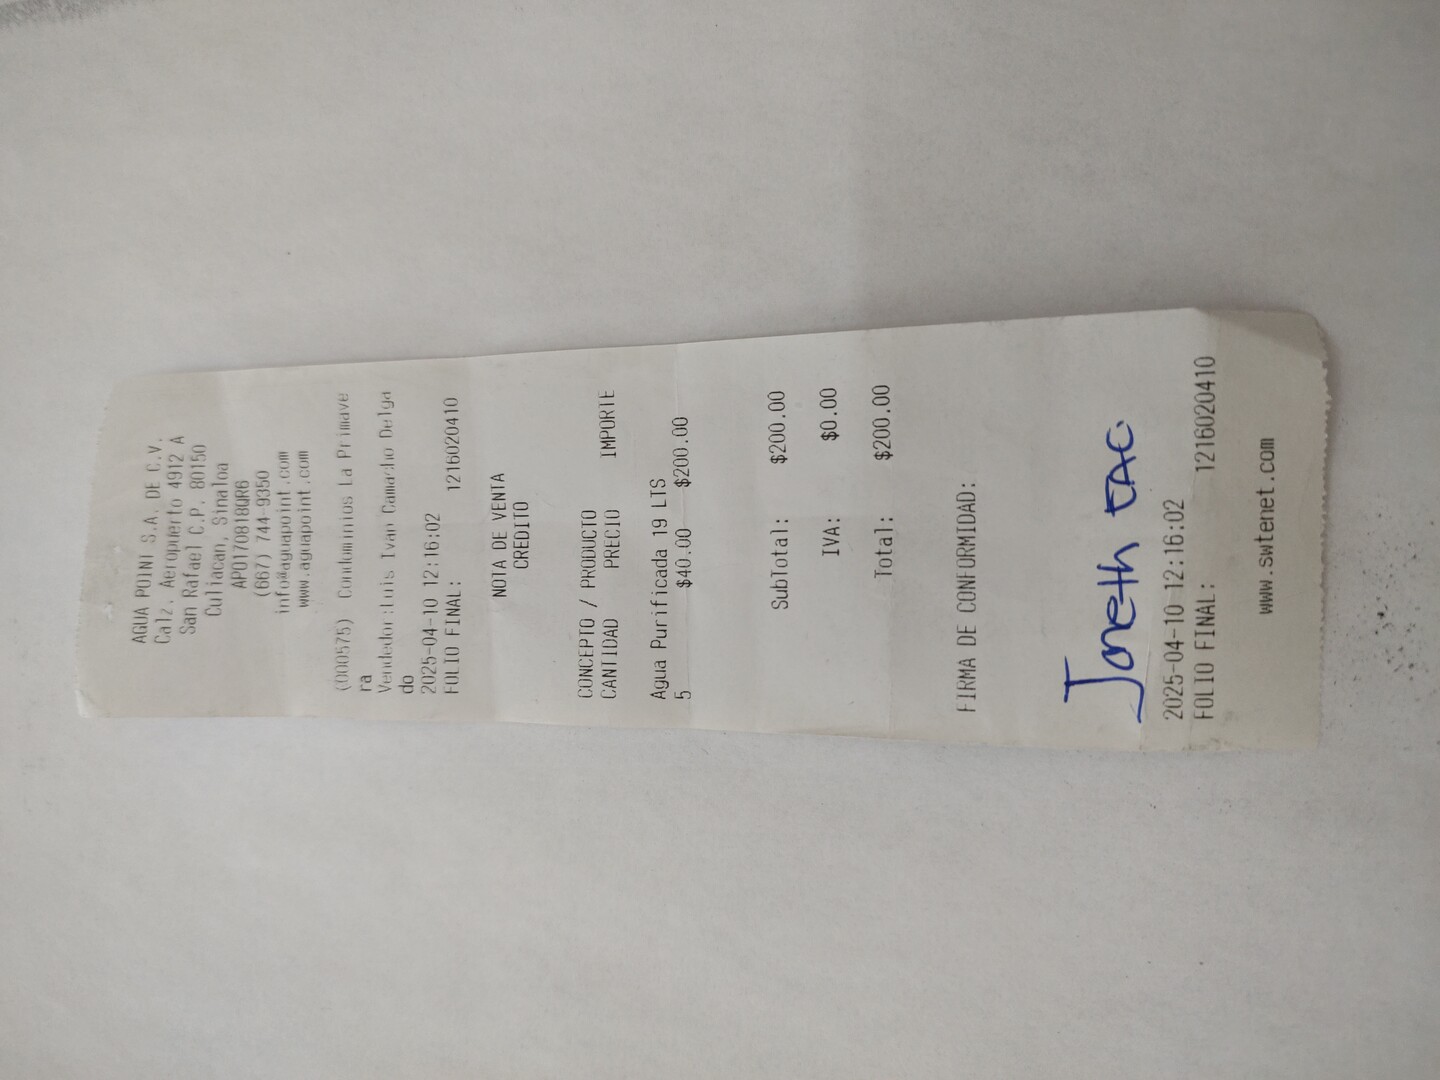 AGUA POINT S.A. DE C.V.
Calz. Aeropuerto 4912 A
San Rafael C.P. 80150
Culiacan, Sinaloa
APO170818QR6
(667) 744-9350
info@aguapoint.com
www.aguapoint.com
(000575) Condominios La Primave
ra
Vendedor:Luis Ivan Camacho Delga
do
2025-04-10 12:16:02
FOLIO FINAL: 1216020410
NOTA DE VENTA
CREDITO
CONCEPTO / PRODUCTO
CANTIDAD PRECIO IMPORTE
Agua Purificada 19 LTS
5 $40.00 $200.00
SubTotal: $200.00
IVA: $0.00
Total: $200.00
FIRMA DE CONFORMIDAD:
2025-04-10 12:16:02
FOLIO FINAL: 1216020410
www.swtenet.com